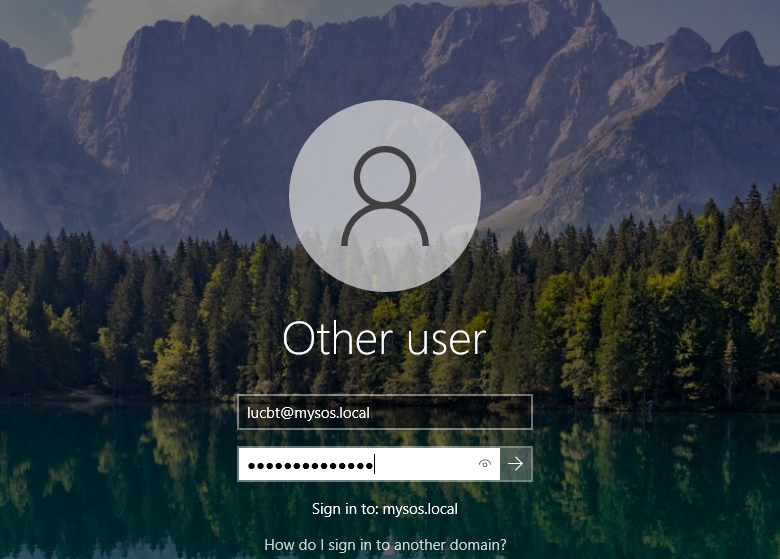 Other user
lucbt@mysos.local
••••••••••••••
Sign in to: mysos.local
How do I sign in to another domain?